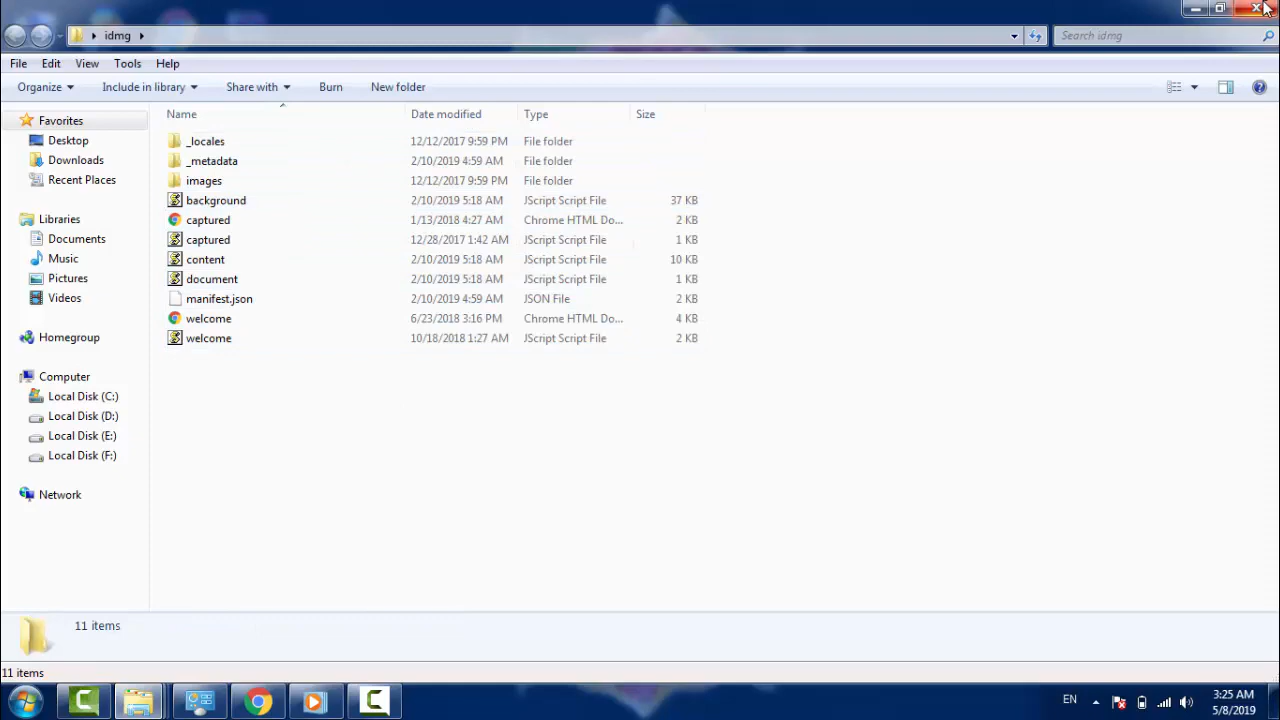 idmg
Search idmg
File Edit View Tools Help
Organize Include in library Share with Burn New folder
Name Date modified Type Size
Favorites
Desktop
Downloads
Recent Places
Libraries
Documents
Music
Pictures
Videos
Homegroup
Computer
Local Disk (C:)
Local Disk (D:)
Local Disk (E:)
Local Disk (F:)
Network
_locales 12/12/2017 9:59 PM File folder
_metadata 2/10/2019 4:59 AM File folder
images 12/12/2017 9:59 PM File folder
background 2/10/2019 5:18 AM JScript Script File 37 KB
captured 1/13/2018 4:27 AM Chrome HTML Do... 2 KB
captured 12/28/2017 1:42 AM JScript Script File 1 KB
content 2/10/2019 5:18 AM JScript Script File 10 KB
document 2/10/2019 5:18 AM JScript Script File 1 KB
manifest.json 2/10/2019 4:59 AM JSON File 2 KB
welcome 6/23/2018 3:16 PM Chrome HTML Do... 4 KB
welcome 10/18/2018 1:27 AM JScript Script File 2 KB
11 items
11 items
EN
3:25 AM
5/8/2019